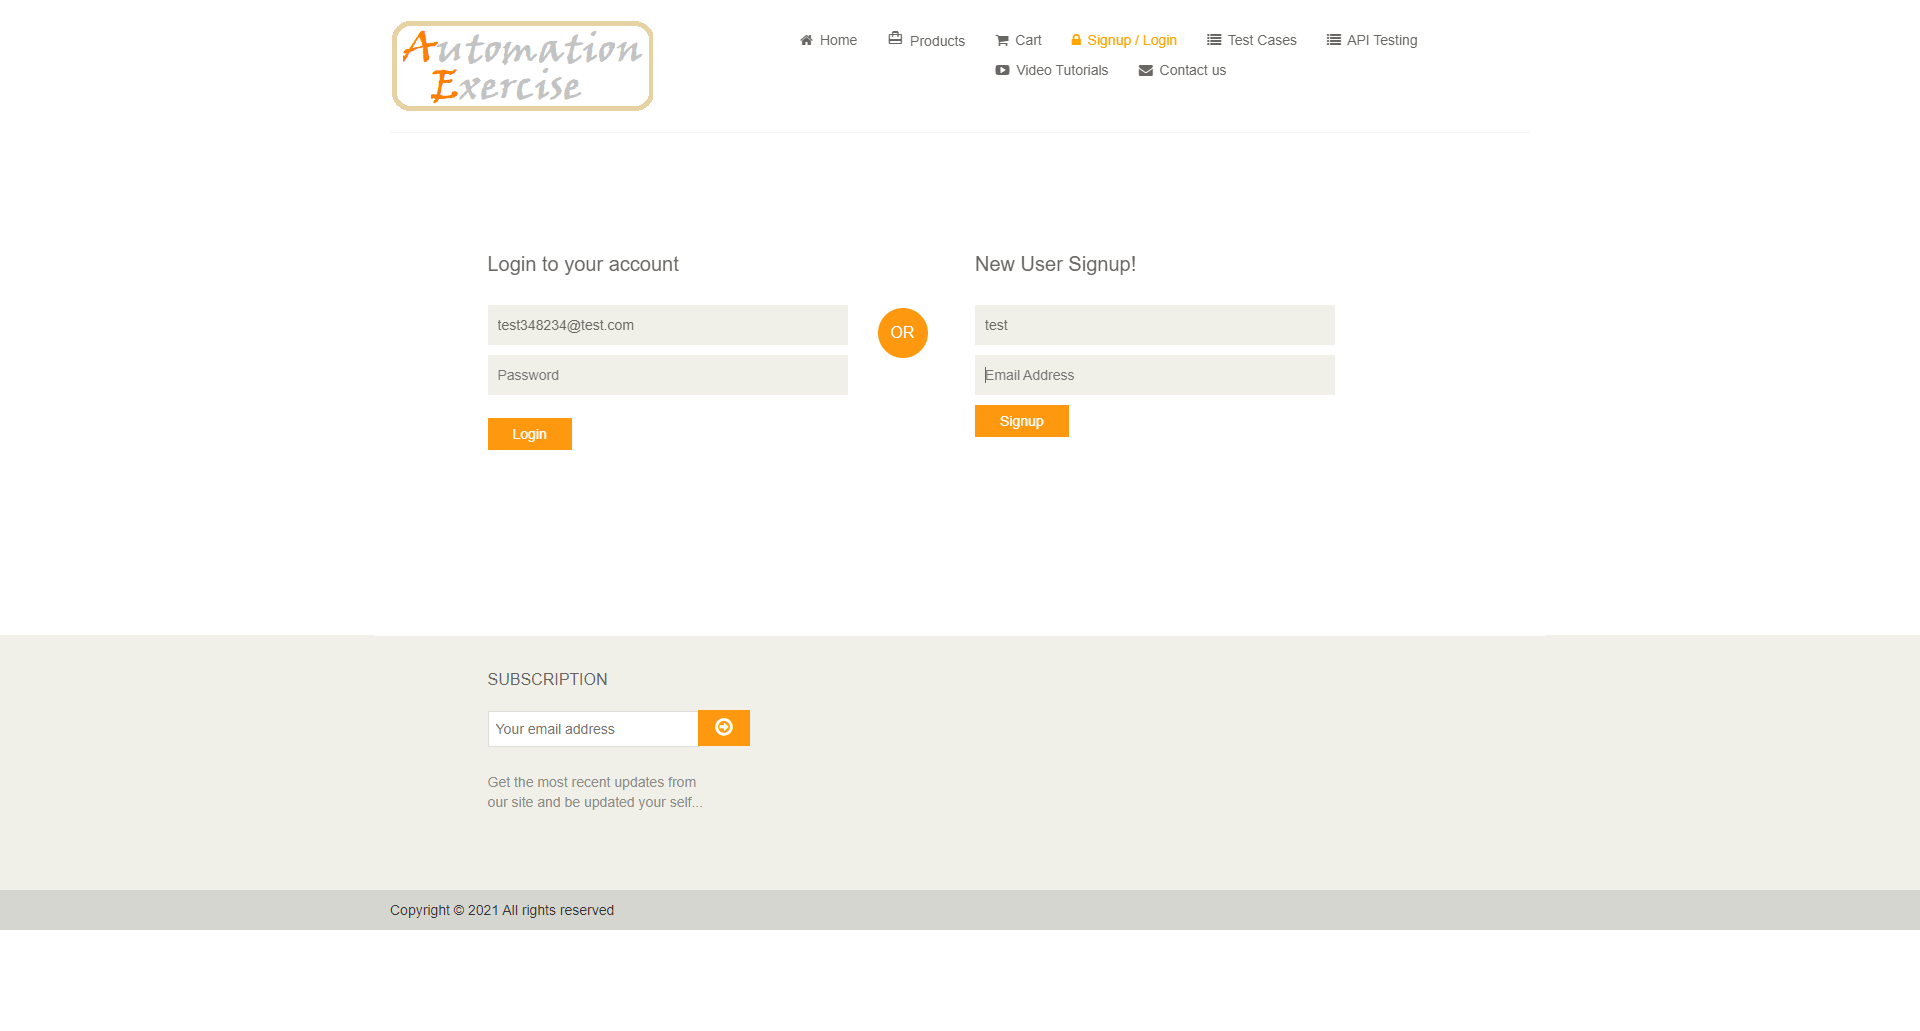 Automation
Exercise
Home
Products
Cart
Signup / Login
Test Cases
API Testing
Video Tutorials
Contact us
Login to your account
test348234@test.com
Password
Login
OR
New User Signup!
test
Email Address
Signup
SUBSCRIPTION
Your email address
Get the most recent updates from
our site and be updated your self...
Copyright © 2021 All rights reserved